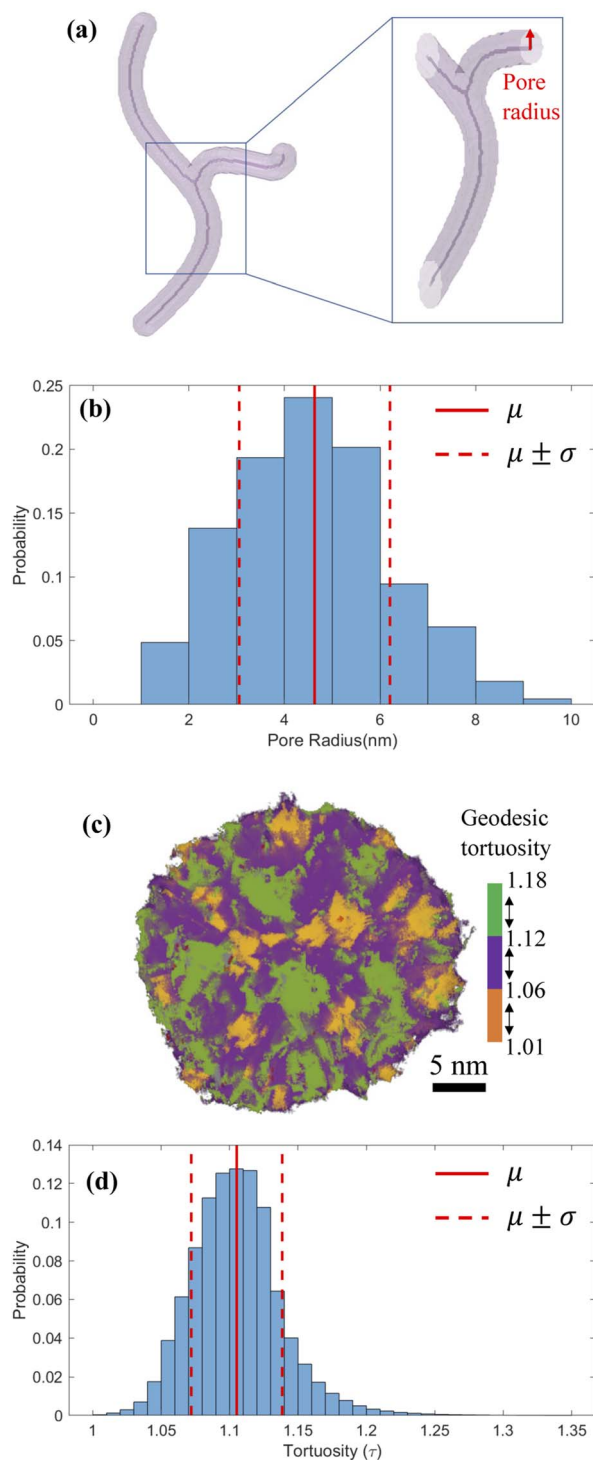 (a)
Pore
radius
(b)
μ
μ ± σ
0.25
0.2
0.15
0.1
0.05
0
Probability
0 2 4 6 8 10
Pore Radius(nm)
(c)
Geodesic
tortuosity
1.18
1.12
1.06
1.01
5 nm
(d)
μ
μ ± σ
0.14
0.12
0.1
0.08
0.06
0.04
0.02
0
Probability
1 1.05 1.1 1.15 1.2 1.25 1.3 1.35
Tortuosity (τ)